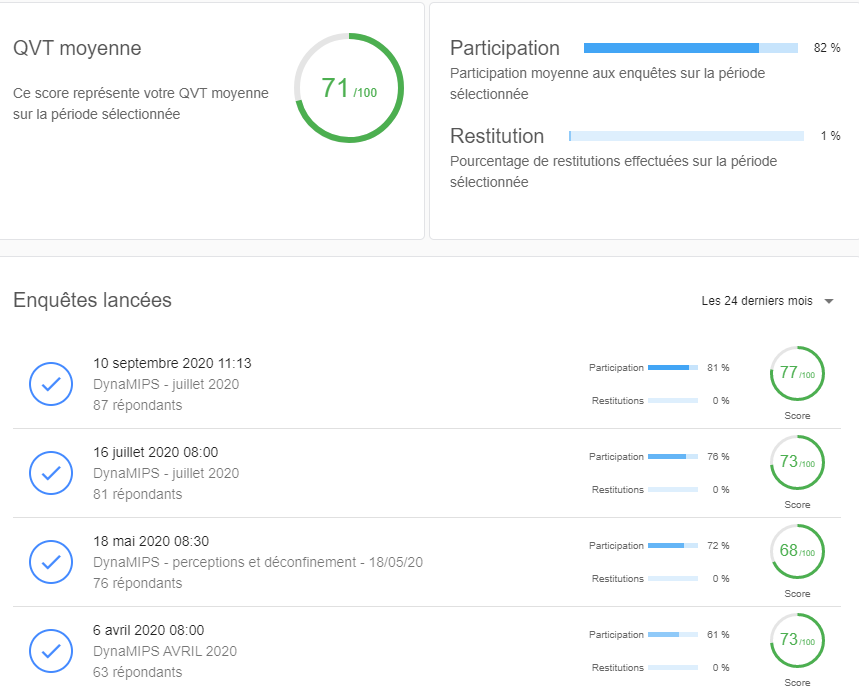 QVT moyenne
Ce score représente votre QVT moyenne
sur la période sélectionnée
71 /100
Participation 82 %
Participation moyenne aux enquêtes sur la période
sélectionnée
Restitution 1 %
Pourcentage de restitutions effectuées sur la période
sélectionnée
Enquêtes lancées
Les 24 derniers mois
10 septembre 2020 11:13
DynaMIPS - juillet 2020
87 répondants
Participation 81 %
Restitutions 0 %
77 /100
Score
16 juillet 2020 08:00
DynaMIPS - juillet 2020
81 répondants
Participation 76 %
Restitutions 0 %
73 /100
Score
18 mai 2020 08:30
DynaMIPS - perceptions et déconfinement - 18/05/20
76 répondants
Participation 72 %
Restitutions 0 %
68 /100
Score
6 avril 2020 08:00
DynaMIPS AVRIL 2020
63 répondants
Participation 61 %
Restitutions 0 %
73 /100
Score